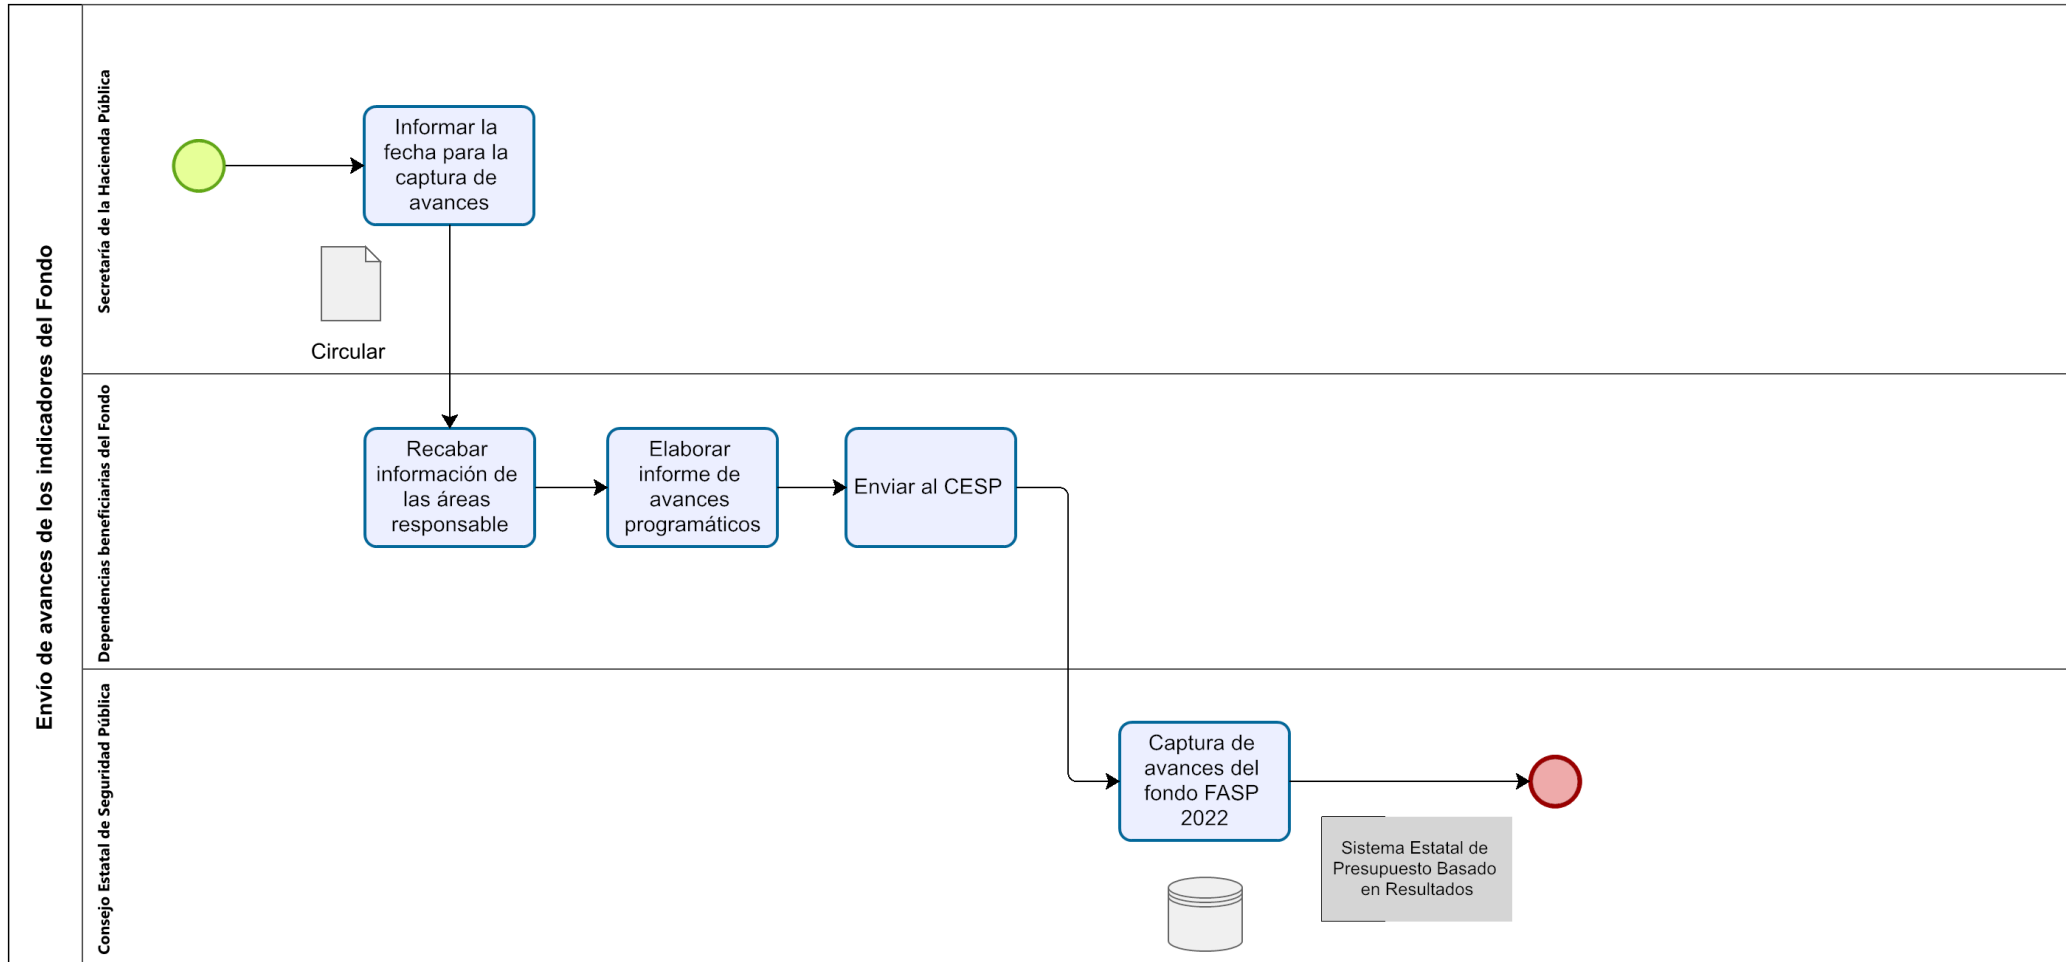 Envío de avances de los indicadores del Fondo
Secretaría de la Hacienda Pública
Informar la
fecha para la
captura de
avances
Circular
Dependencias beneficiarias del Fondo
Recabar
información de
las áreas
responsable
Elaborar
informe de
avances
programáticos
Enviar al CESP
Consejo Estatal de Seguridad Pública
Captura de
avances del
fondo FASP
2022
Sistema Estatal de
Presupuesto Basado
en Resultados